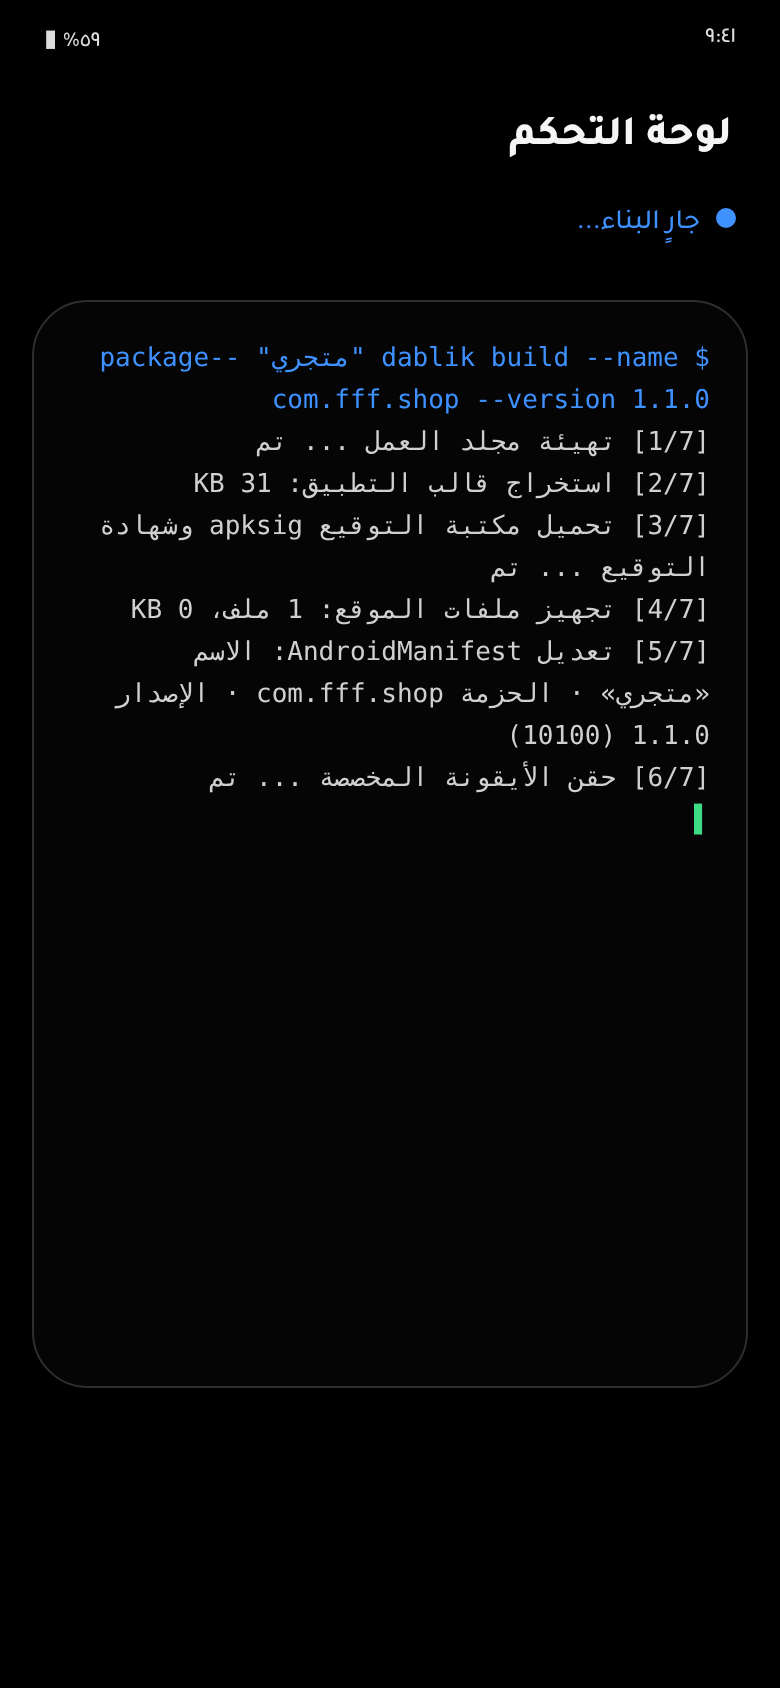 ٩:٤١
%٥٩
لوحة التحكم
جارٍ البناء...
$ dablik build --name "متجري" --package
com.fff.shop --version 1.1.0
[1/7] تهيئة مجلد العمل ... تم
[2/7] استخراج قالب التطبيق: 31 KB
[3/7] تحميل مكتبة التوقيع apksig وشهادة
التوقيع ... تم
[4/7] تجهيز ملفات الموقع: 1 ملف، 0 KB
[5/7] تعديل AndroidManifest: الاسم
«متجري» · الحزمة com.fff.shop · الإصدار
1.1.0 (10100)
[6/7] حقن الأيقونة المخصصة ... تم